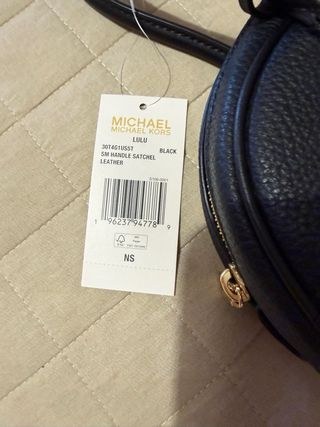 MICHAEL
MICHAEL KORS
LULU
30T4G1US5T BLACK
SM HANDLE SATCHEL
LEATHER
1 96237 94778 9
NS